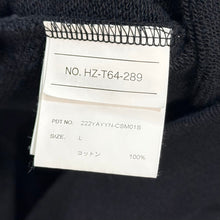 NO. HZ-T64-289
PDT NO. 222YAYYN-CSM01S
SIZE. L
コットン 100%